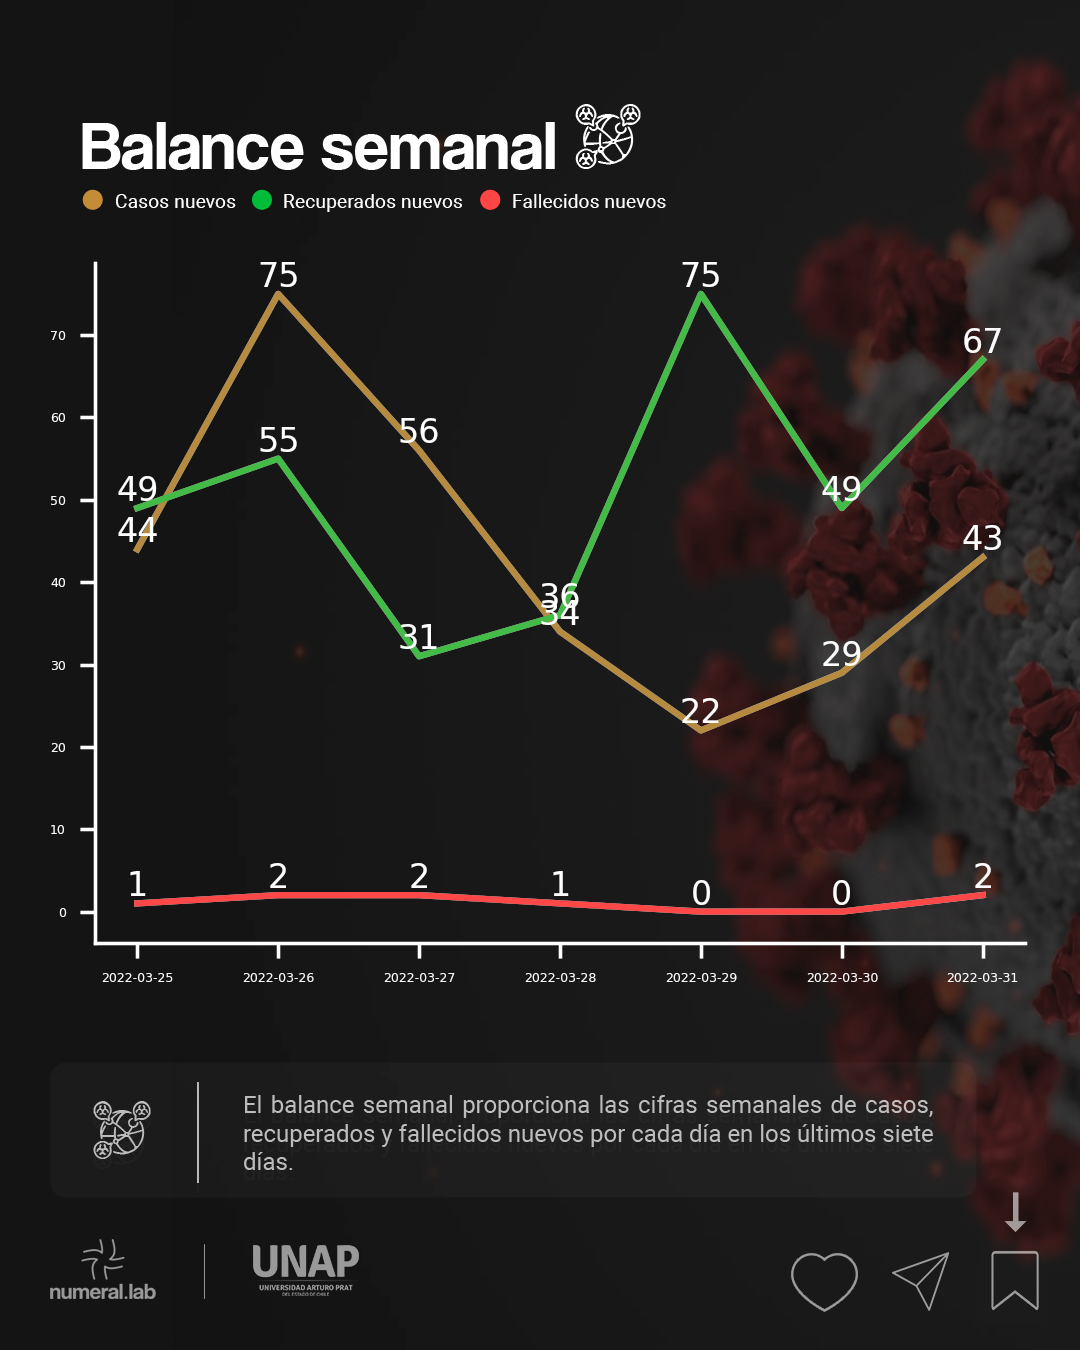 Balance semanal
Casos nuevos Recuperados nuevos Fallecidos nuevos
75 75
70
67
60
56
55
50
49 49
44 43
40
36
34
31
30
29
22
20
10
1 2 2 1 0 0 2
0
2022-03-25 2022-03-26 2022-03-27 2022-03-28 2022-03-29 2022-03-30 2022-03-31
El balance semanal proporciona las cifras semanales de casos,
recuperados y fallecidos nuevos por cada día en los últimos siete
días.
numeral.lab
UNAP
UNIVERSIDAD ARTURO PRAT
DEL ESTADO DE CHILE